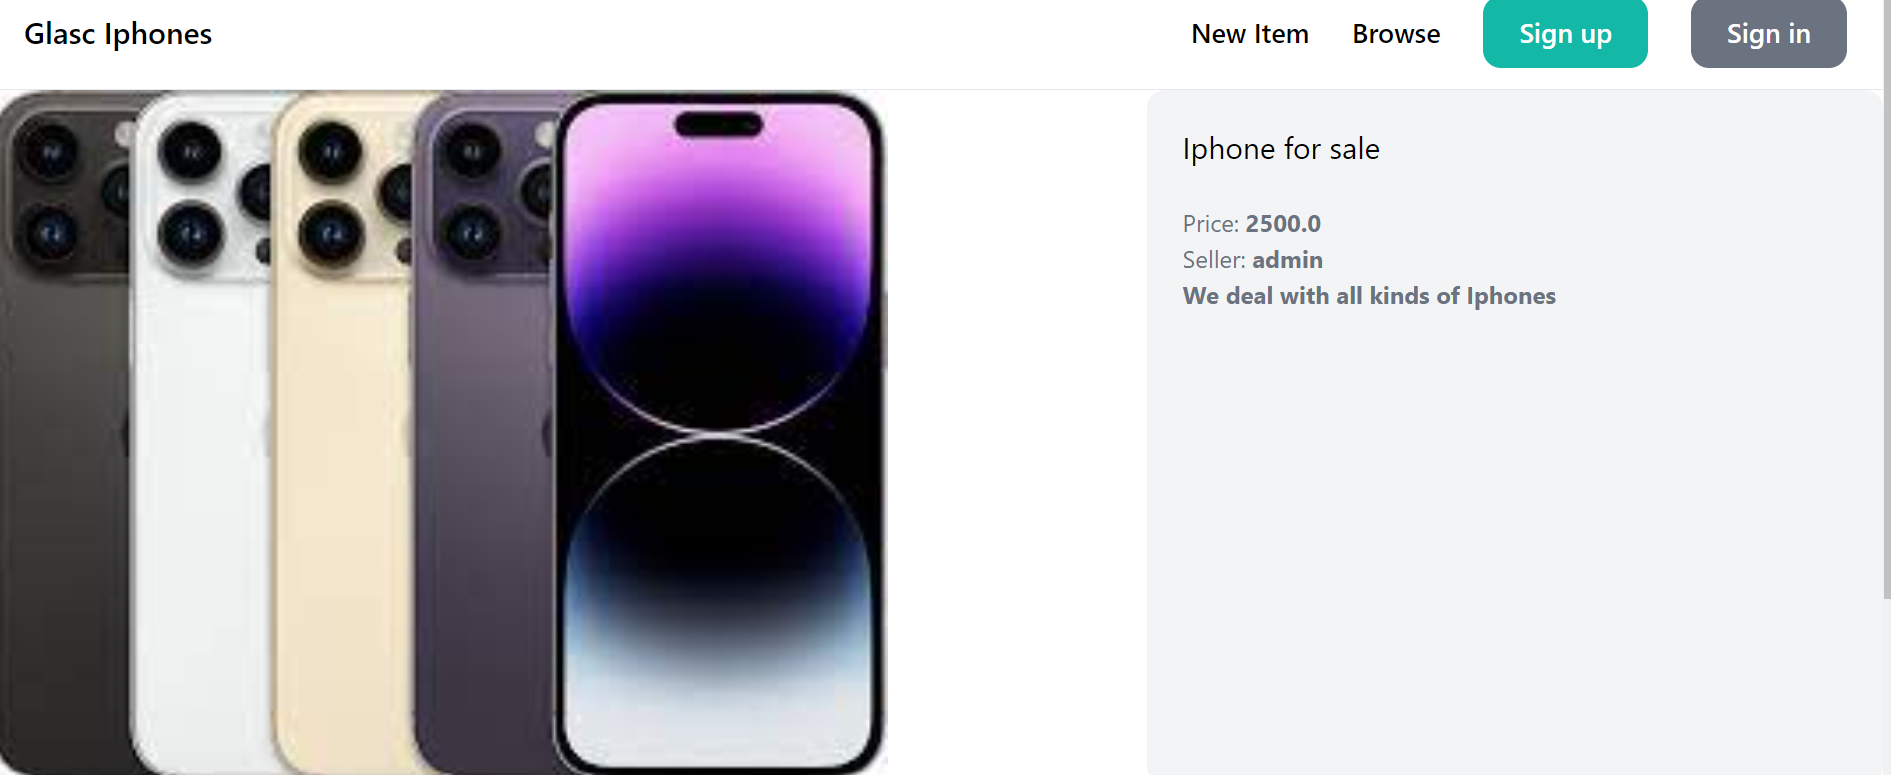 Glasc Iphones
New Item
Browse
Sign up
Sign in
Iphone for sale
Price: 2500.0
Seller: admin
We deal with all kinds of Iphones